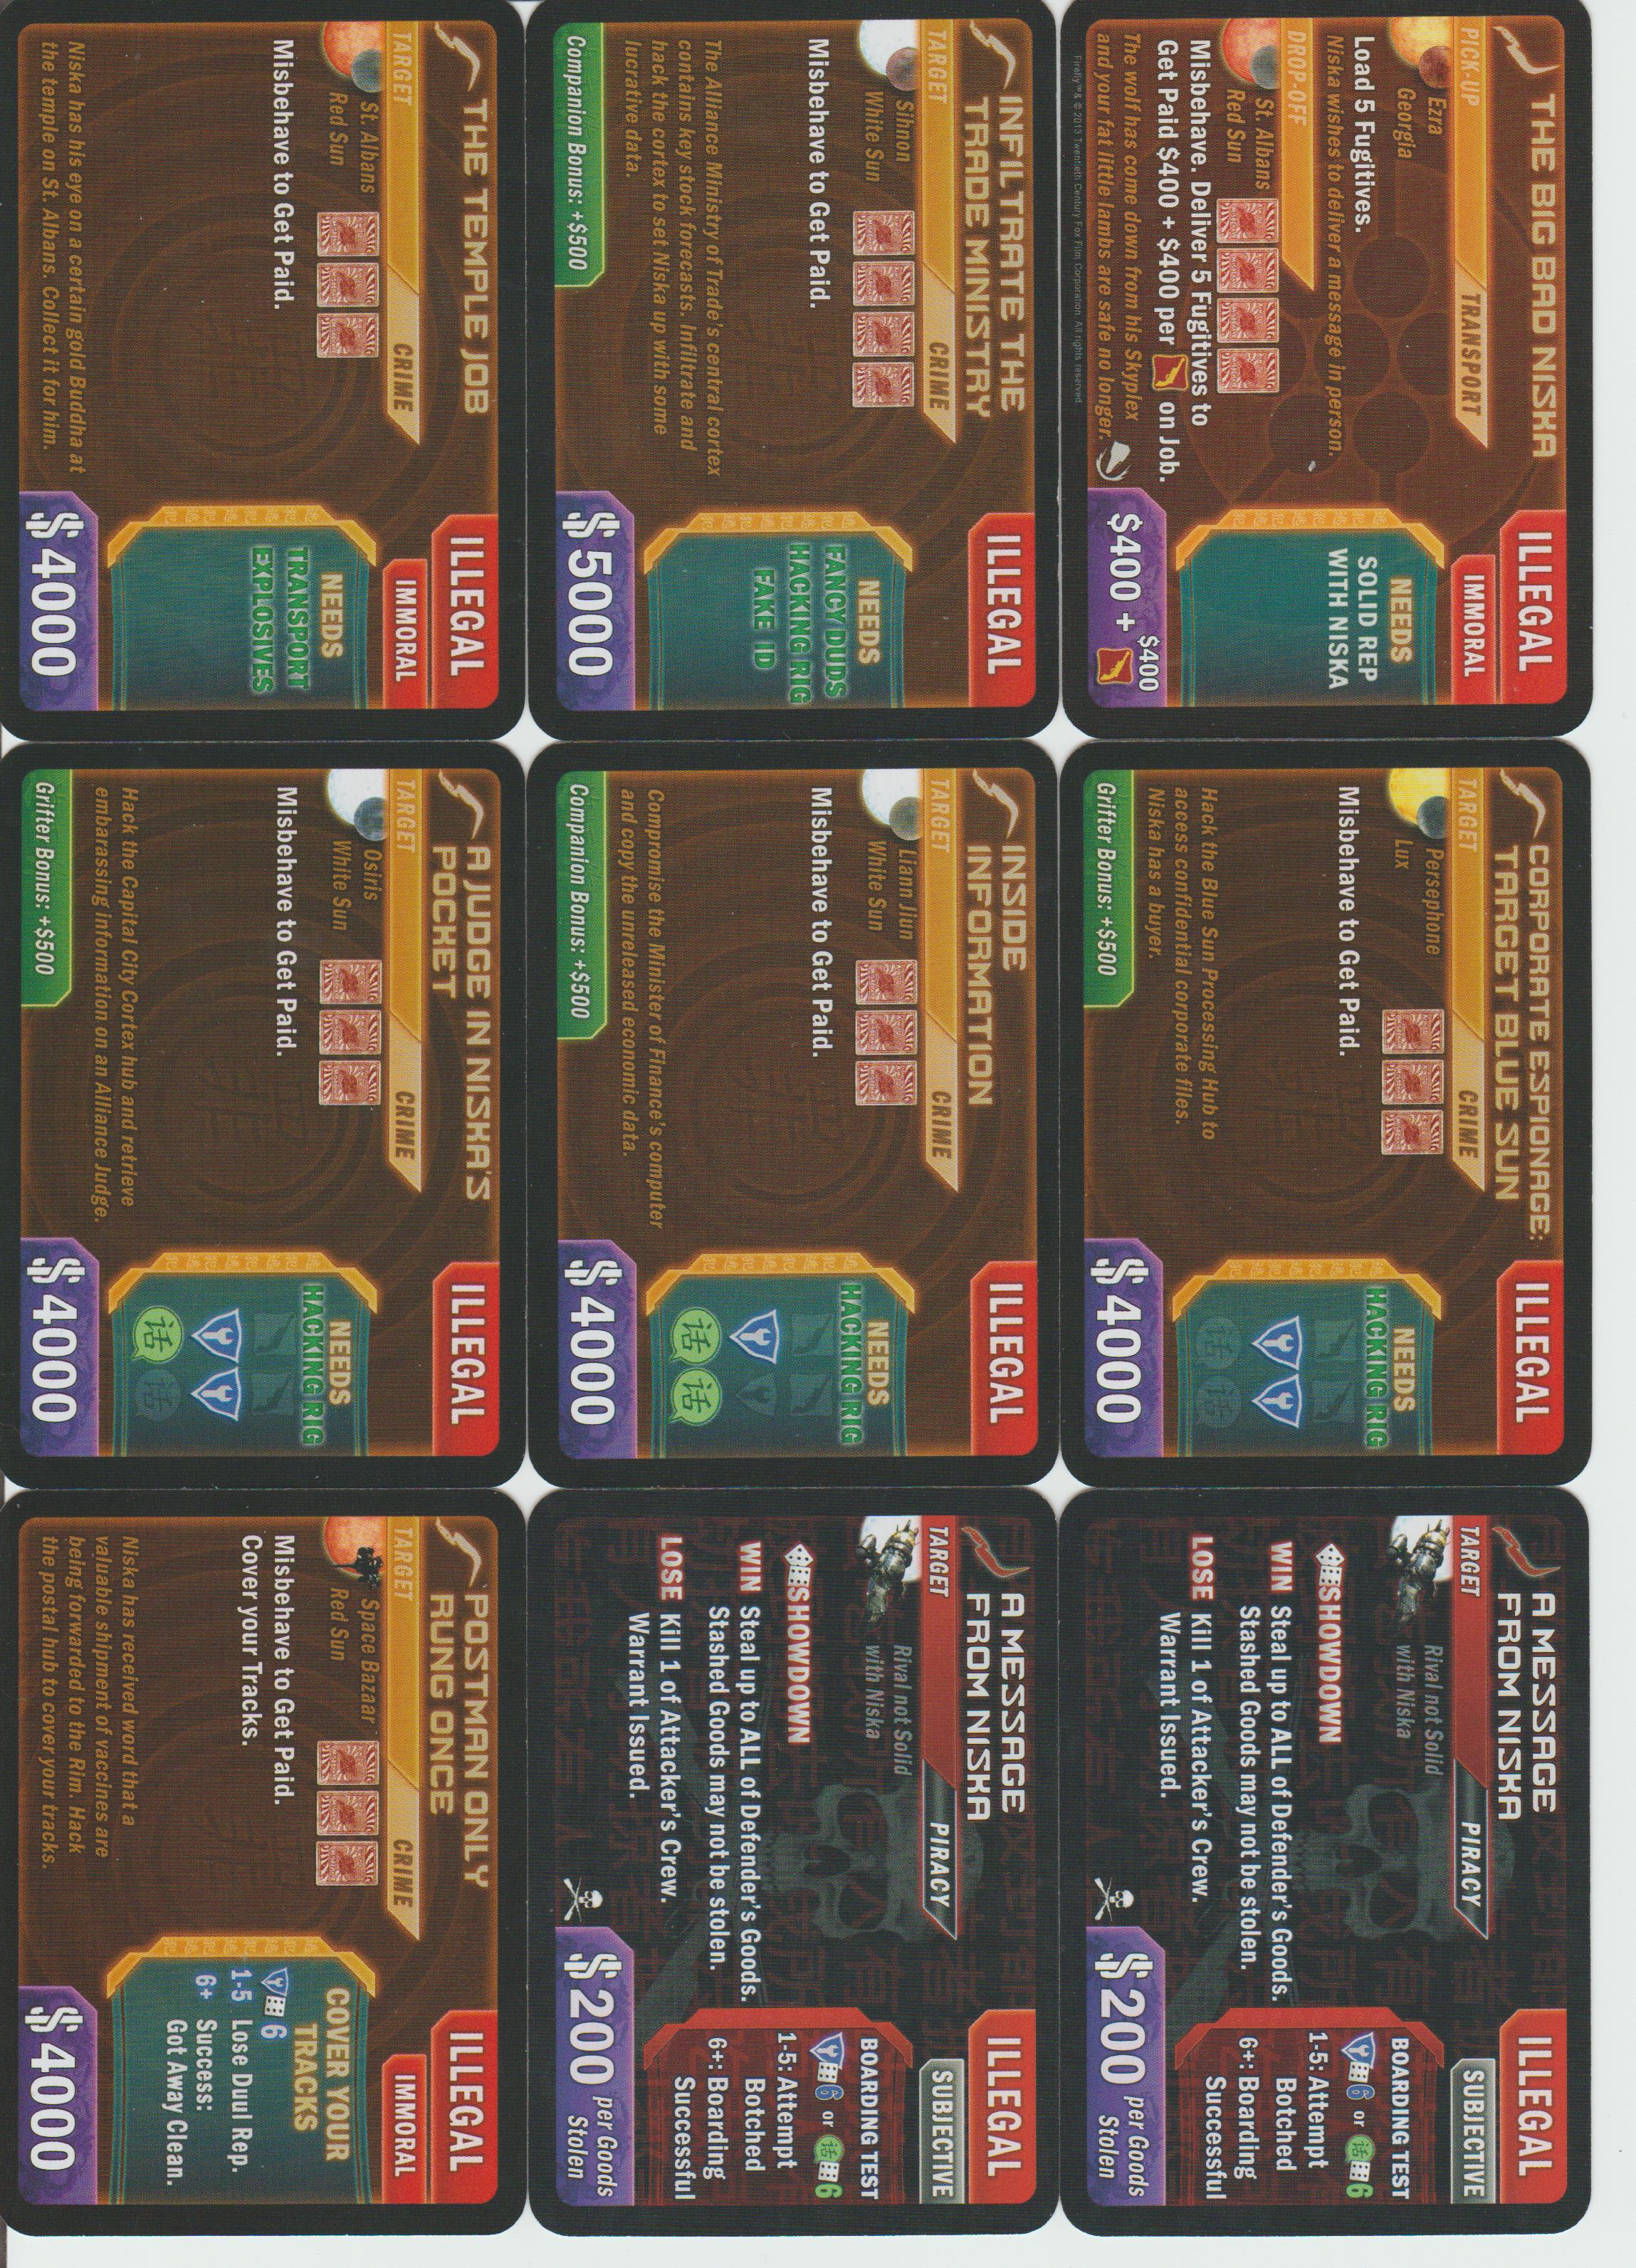 THE BIG BAD NISKA
ILLEGAL
PICK-UP
TRANSPORT
IMMORAL
Ezra
Georgia
Load 5 Fugitives.
Niska wishes to deliver a message in person.
NEEDS
SOLID REP
WITH NISKA
DROP-OFF
St. Albans
Red Sun
Misbehave. Deliver 5 Fugitives to
Get Paid $400 + $400 per on Job.
The wolf has come down from his Skyplex
and your fat little lambs are safe no longer.
$400 + $400
Firefly™ & © 2013 Twentieth Century Fox Film Corporation. All rights reserved.
CORPORATE ESPIONAGE:
TARGET BLUE SUN
ILLEGAL
TARGET
CRIME
Persephone
Lux
NEEDS
HACKING RIG
话 话
Misbehave to Get Paid.
Hack the Blue Sun Processing Hub to
access confidential corporate files.
Niska has a buyer.
Grifter Bonus: +$500
$4000
A MESSAGE
FROM NISKA
ILLEGAL
TARGET
PIRACY
SUBJECTIVE
Rival not Solid
with Niska
SHOWDOWN
WIN Steal up to ALL of Defender's Goods.
Stashed Goods may not be stolen.
LOSE Kill 1 of Attacker's Crew.
Warrant Issued.
BOARDING TEST
6 or 话 6
1-5: Attempt
Botched
6+: Boarding
Successful
$200 per Goods
Stolen
INFILTRATE THE
TRADE MINISTRY
ILLEGAL
TARGET
CRIME
Sihnon
White Sun
NEEDS
FANCY DUDS
HACKING RIG
FAKE ID
Misbehave to Get Paid.
The Alliance Ministry of Trade's central cortex
contains key stock forecasts. Infiltrate and
hack the cortex to set Niska up with some
lucrative data.
Companion Bonus: +$500
$5000
INSIDE
INFORMATION
ILLEGAL
TARGET
CRIME
Liann Jiun
White Sun
NEEDS
HACKING RIG
话 话
Misbehave to Get Paid.
Compromise the Minister of Finance's computer
and copy the unreleased economic data.
Companion Bonus: +$500
$4000
A MESSAGE
FROM NISKA
ILLEGAL
TARGET
PIRACY
SUBJECTIVE
Rival not Solid
with Niska
SHOWDOWN
WIN Steal up to ALL of Defender's Goods.
Stashed Goods may not be stolen.
LOSE Kill 1 of Attacker's Crew.
Warrant Issued.
BOARDING TEST
6 or 话 6
1-5: Attempt
Botched
6+: Boarding
Successful
$200 per Goods
Stolen
THE TEMPLE JOB
ILLEGAL
TARGET
CRIME
IMMORAL
St. Albans
Red Sun
NEEDS
TRANSPORT
EXPLOSIVES
Misbehave to Get Paid.
Niska has his eye on a certain gold Buddha at
the temple on St. Albans. Collect it for him.
$4000
A JUDGE IN NISKA'S
POCKET
ILLEGAL
TARGET
CRIME
Osiris
White Sun
NEEDS
HACKING RIG
话 话
Misbehave to Get Paid.
Hack the Capital City Cortex hub and retrieve
embarassing information on an Alliance Judge.
Grifter Bonus: +$500
$4000
POSTMAN ONLY
RUNG ONCE
ILLEGAL
TARGET
CRIME
IMMORAL
Space Bazaar
Red Sun
Misbehave to Get Paid.
Cover your Tracks.
Niska has received word that a
valuable shipment of vaccines are
being forwarded to the Rim. Hack
the postal hub to cover your tracks.
COVER YOUR
TRACKS
6
1-5 Lose Duul Rep.
6+ Success:
Got Away Clean.
$4000